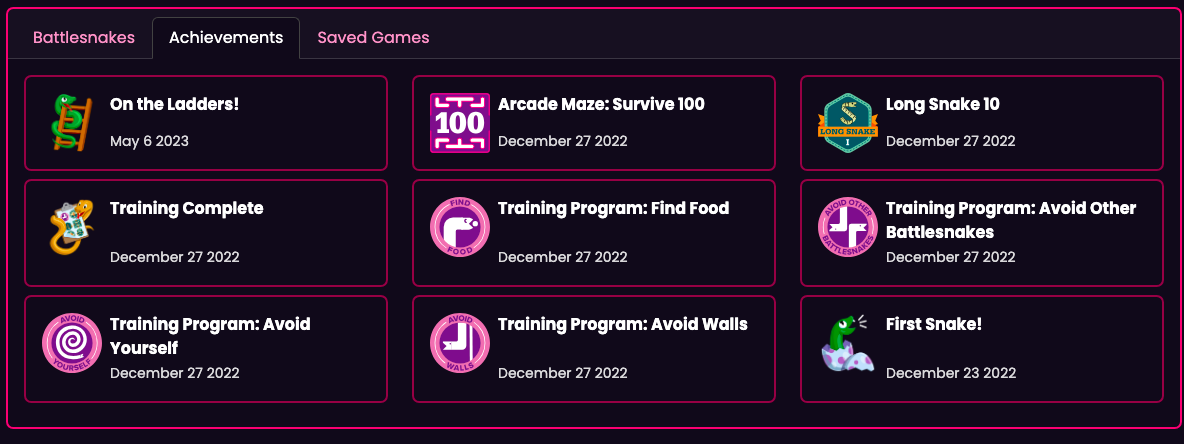 Battlesnakes
Achievements
Saved Games
On the Ladders!
May 6 2023
100
Arcade Maze: Survive 100
December 27 2022
LONG SNAKE
I
Long Snake 10
December 27 2022
Training Complete
December 27 2022
FIND
FOOD
Training Program: Find Food
December 27 2022
AVOID OTHER
BATTLESNAKES
Training Program: Avoid Other
Battlesnakes
December 27 2022
AVOID
YOURSELF
Training Program: Avoid
Yourself
December 27 2022
AVOID
WALLS
Training Program: Avoid Walls
December 27 2022
First Snake!
December 23 2022